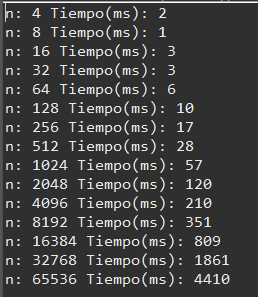 n: 4 Tiempo(ms): 2
n: 8 Tiempo(ms): 1
n: 16 Tiempo(ms): 3
n: 32 Tiempo(ms): 3
n: 64 Tiempo(ms): 6
n: 128 Tiempo(ms): 10
n: 256 Tiempo(ms): 17
n: 512 Tiempo(ms): 28
n: 1024 Tiempo(ms): 57
n: 2048 Tiempo(ms): 120
n: 4096 Tiempo(ms): 210
n: 8192 Tiempo(ms): 351
n: 16384 Tiempo(ms): 809
n: 32768 Tiempo(ms): 1861
n: 65536 Tiempo(ms): 4410